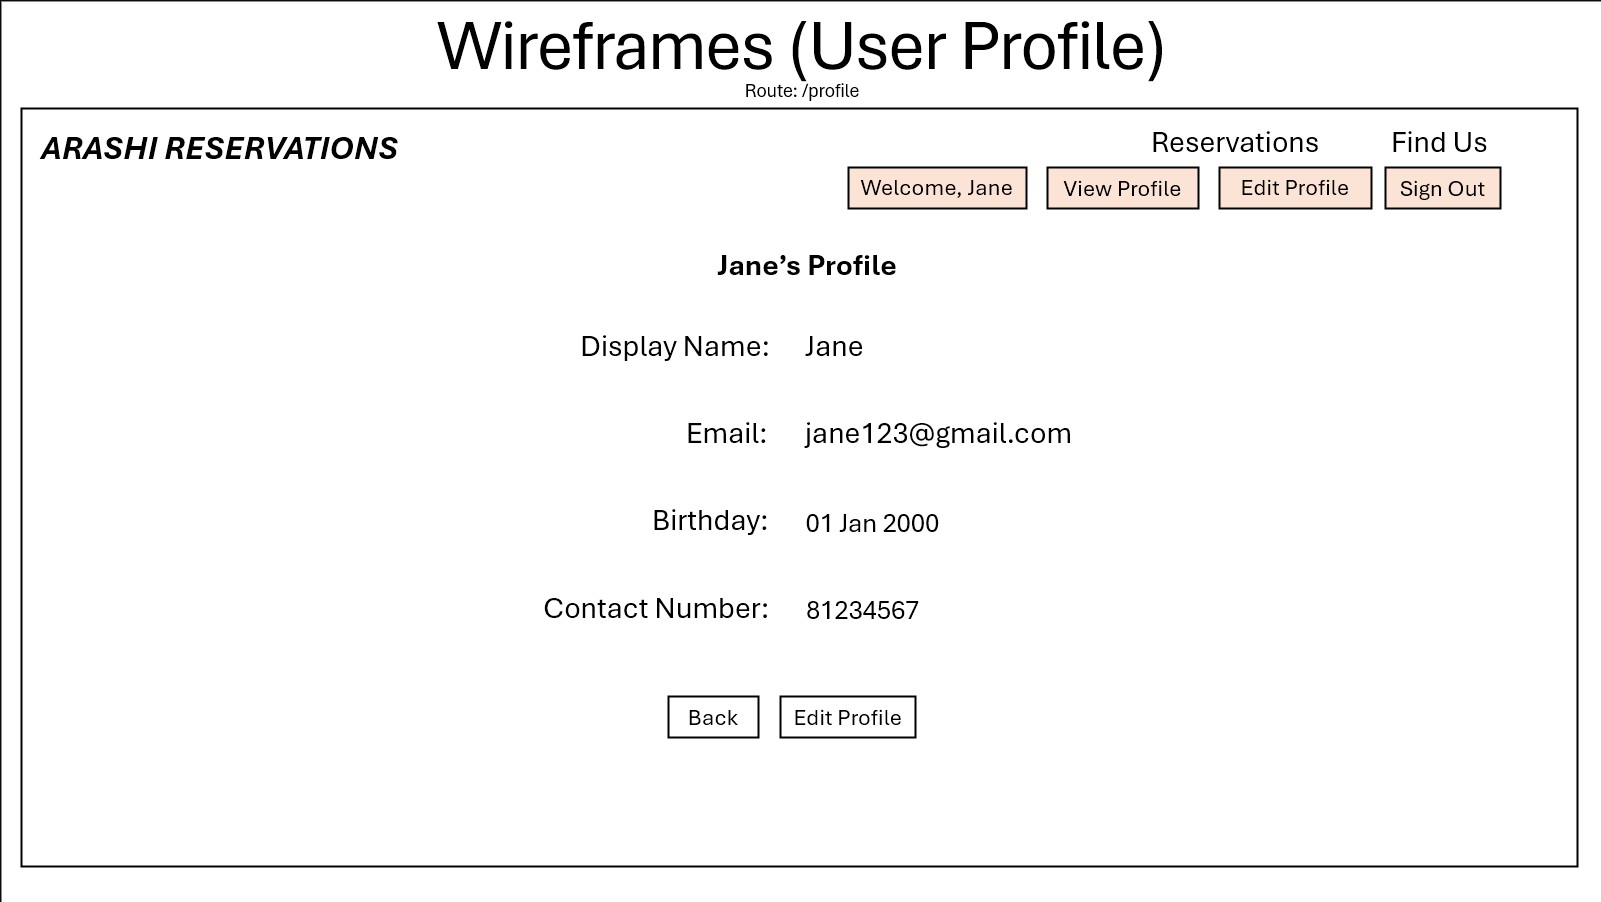 Wireframes (User Profile)
Route: /profile
ARASHI RESERVATIONS
Reservations Find Us
Welcome, Jane View Profile Edit Profile Sign Out
Jane’s Profile
Display Name: Jane
Email: jane123@gmail.com
Birthday: 01 Jan 2000
Contact Number: 81234567
Back Edit Profile